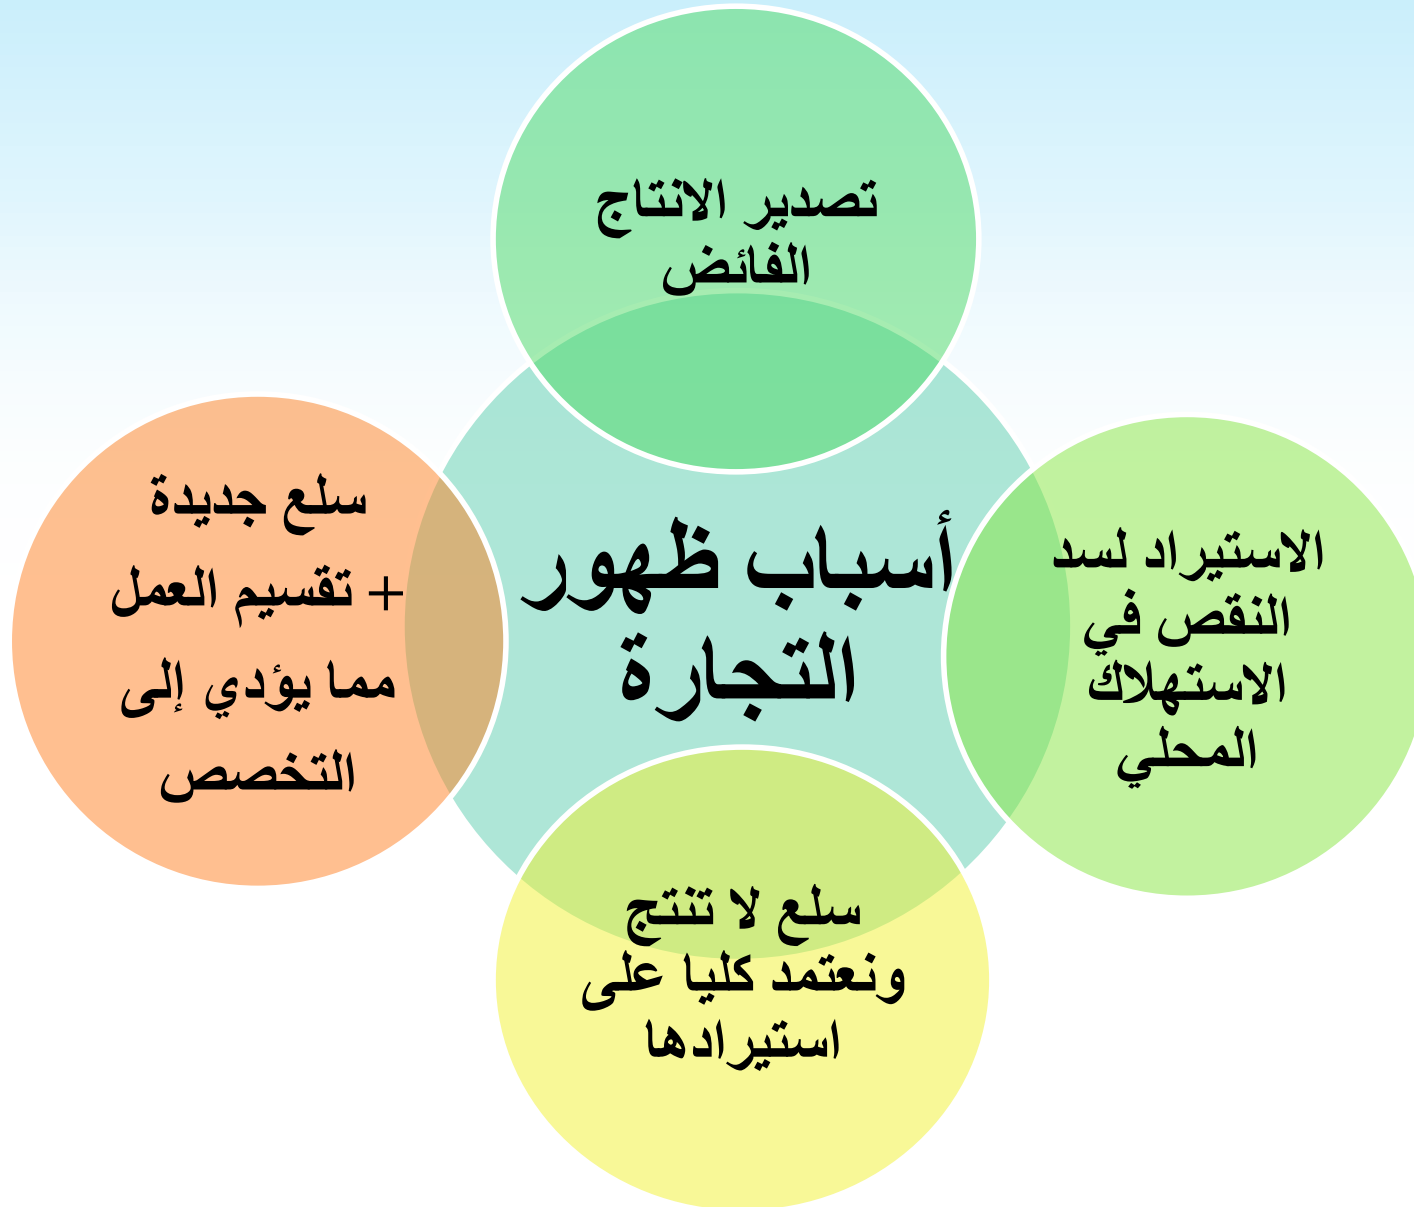 تصدير الانتاج
الفائض
أسباب ظهور
التجارة
الاستيراد لسد
النقص في
الاستهلاك
المحلي
سلع لا تنتج
ونعتمد كليا على
استيرادها
سلع جديدة
+ تقسيم العمل
مما يؤدي إلى
التخصص